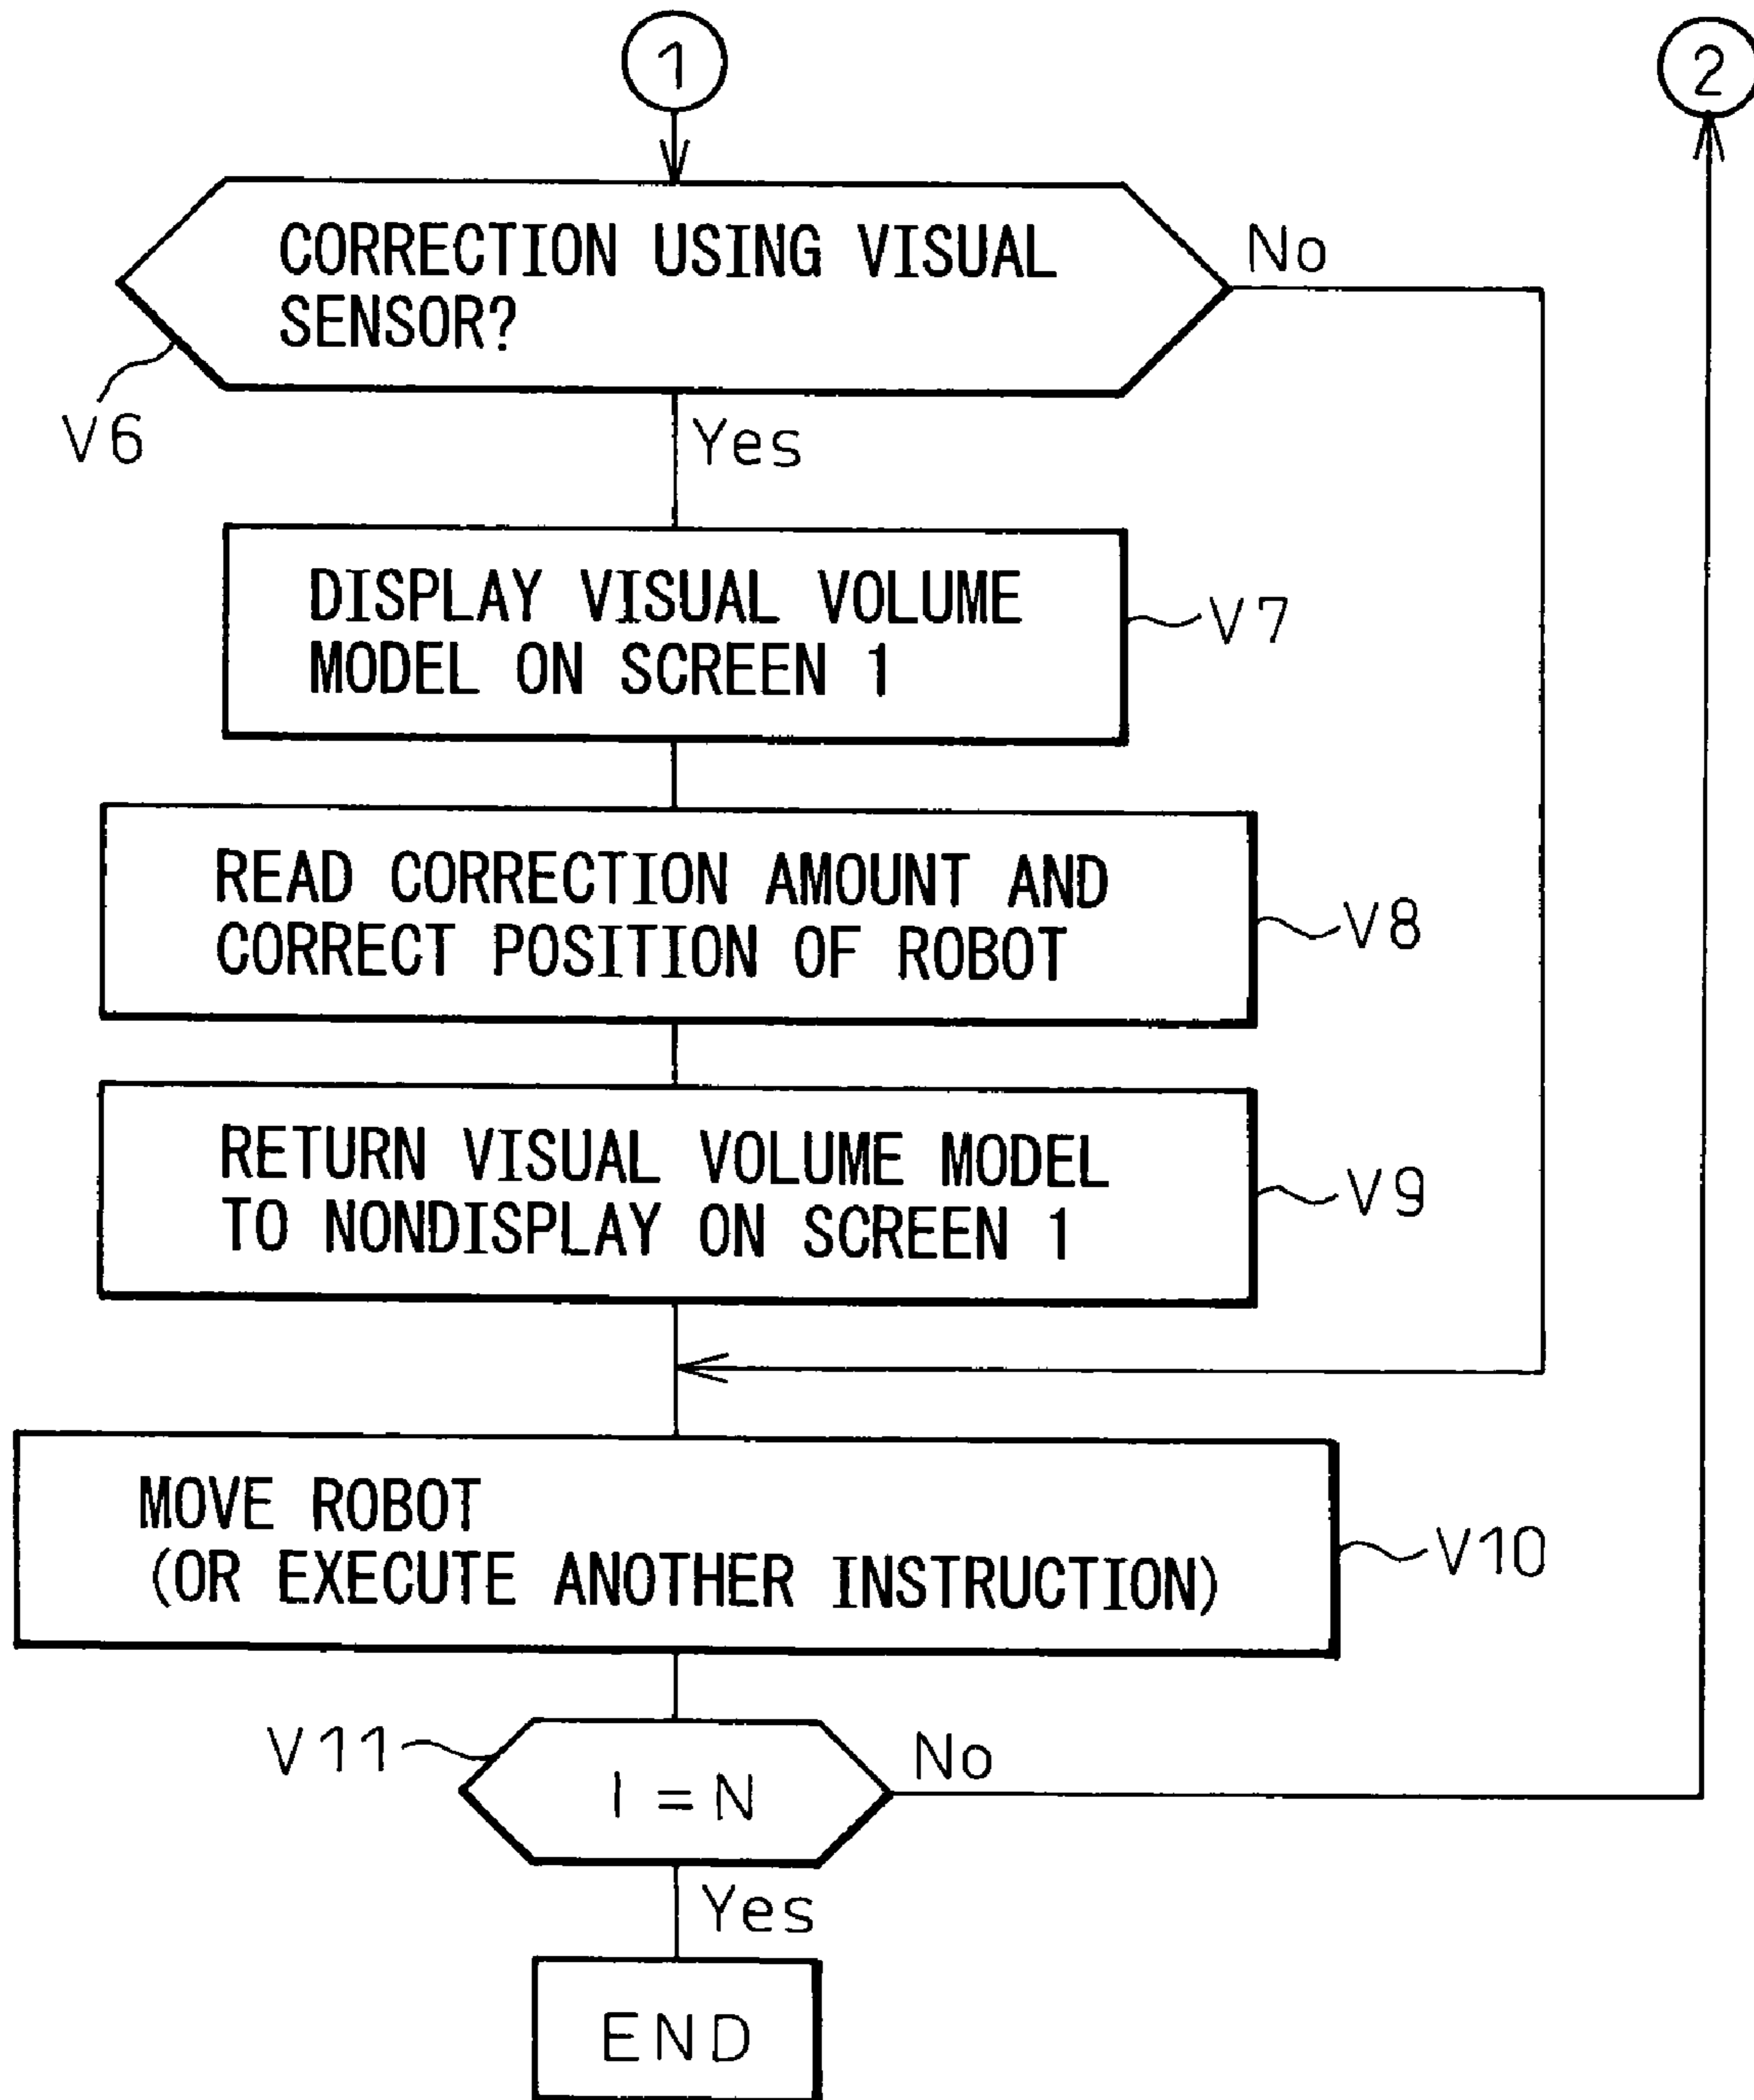 1
2
CORRECTION USING VISUAL
SENSOR?
No
V6
Yes
DISPLAY VISUAL VOLUME
MODEL ON SCREEN 1
V7
READ CORRECTION AMOUNT AND
CORRECT POSITION OF ROBOT
V8
RETURN VISUAL VOLUME MODEL
TO NONDISPLAY ON SCREEN 1
V9
MOVE ROBOT
(OR EXECUTE ANOTHER INSTRUCTION)
V10
V11
I = N
No
Yes
END